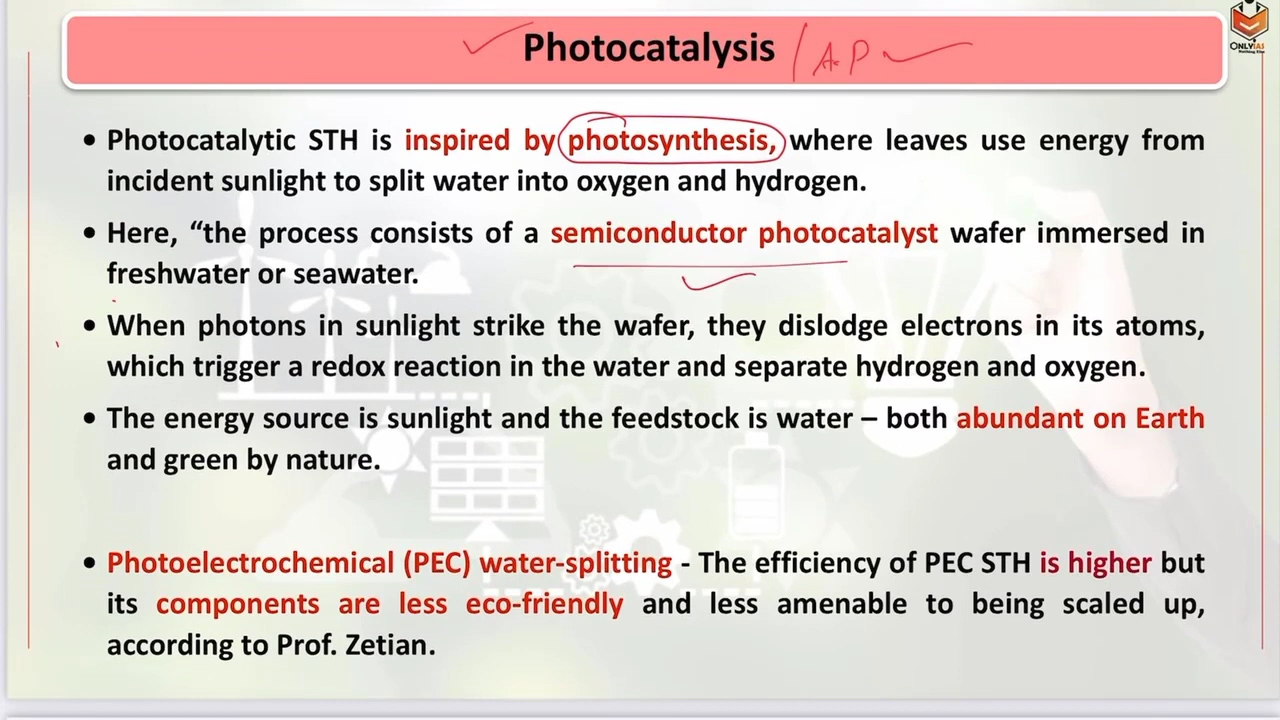 Photocatalysis / A.P
ONLYIAS
Nothing Else
• Photocatalytic STH is inspired by photosynthesis, where leaves use energy from
incident sunlight to split water into oxygen and hydrogen.
• Here, “the process consists of a semiconductor photocatalyst wafer immersed in
freshwater or seawater.
• When photons in sunlight strike the wafer, they dislodge electrons in its atoms,
which trigger a redox reaction in the water and separate hydrogen and oxygen.
• The energy source is sunlight and the feedstock is water – both abundant on Earth
and green by nature.
• Photoelectrochemical (PEC) water-splitting - The efficiency of PEC STH is higher but
its components are less eco-friendly and less amenable to being scaled up,
according to Prof. Zetian.